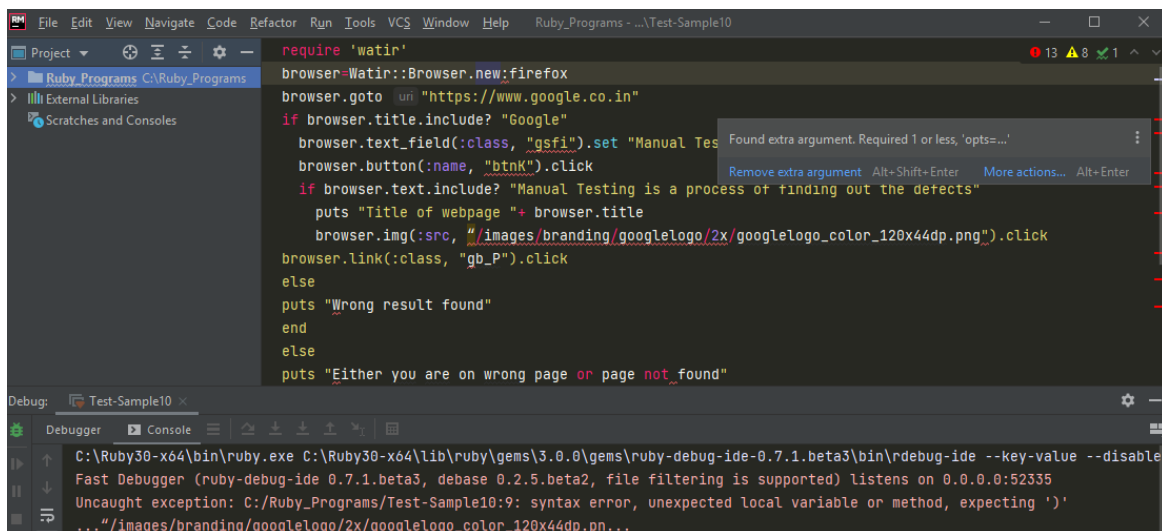 File Edit View Navigate Code Refactor Run Tools VCS Window Help Ruby_Programs - ...\Test-Sample10
Project
Ruby_Programs C:\Ruby_Programs
External Libraries
Scratches and Consoles
13 8 1
require 'watir'
browser=Watir::Browser.new:firefox
browser.goto uri "https://www.google.co.in"
if browser.title.include? "Google"
browser.text_field(:class, "gsfi").set "Manual Tes
browser.button(:name, "btnK").click
if browser.text.include? "Manual Testing is a process of finding out the defects"
puts "Title of webpage "+ browser.title
browser.img(:src, “/images/branding/googlelogo/2x/googlelogo_color_120x44dp.png").click
browser.link(:class, "gb_P").click
else
puts "Wrong result found"
end
else
puts "Either you are on wrong page or page not found"
Found extra argument. Required 1 or less, 'opts=...'
Remove extra argument Alt+Shift+Enter More actions... Alt+Enter
Debug: Test-Sample10
Debugger Console
C:\Ruby30-x64\bin\ruby.exe C:\Ruby30-x64\lib\ruby\gems\3.0.0\gems\ruby-debug-ide-0.7.1.beta3\bin\rdebug-ide --key-value --disable
Fast Debugger (ruby-debug-ide 0.7.1.beta3, debase 0.2.5.beta2, file filtering is supported) listens on 0.0.0.0:52335
Uncaught exception: C:/Ruby_Programs/Test-Sample10:9: syntax error, unexpected local variable or method, expecting ')'
...“/images/branding/googlelogo/2x/googlelogo_color_120x44dp.pn...